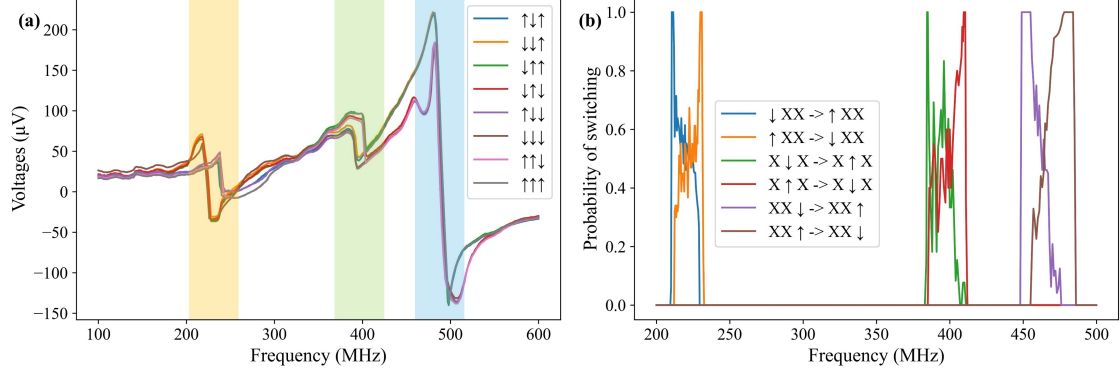 (a)
Voltages (µV)
200
150
100
50
0
−50
−100
−150
100
200
300
400
500
600
Frequency (MHz)
↑↓↑
↓↓↑
↓↑↑
↓↑↓
↑↓↓
↓↓↓
↑↑↓
↑↑↑
(b)
Probability of switching
1.0
0.8
0.6
0.4
0.2
0.0
200
250
300
350
400
450
500
Frequency (MHz)
↓ XX -> ↑ XX
↑ XX -> ↓ XX
X ↓ X -> X ↑ X
X ↑ X -> X ↓ X
XX ↓ -> XX ↑
XX ↑ -> XX ↓